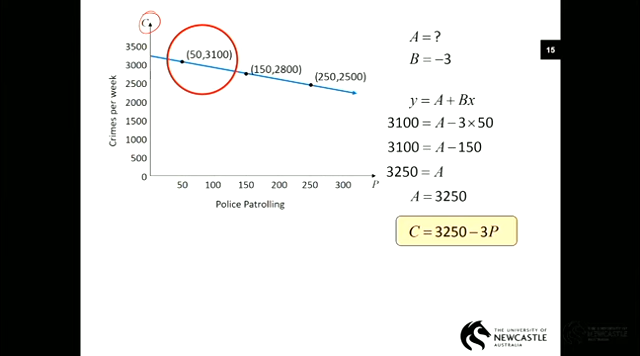 C
3500
3000
2500
2000
2000
1500
1000
500
0
Crimes per week
(50,3100)
(150,2800)
(250,2500)
50 100 150 200 250 300 P
Police Patrolling
A = ?
B = −3
y = A + Bx
3100 = A − 3 × 50
3100 = A − 150
3250 = A
A = 3250
C = 3250 − 3P
15
THE UNIVERSITY OF
NEWCASTLE
AUSTRALIA